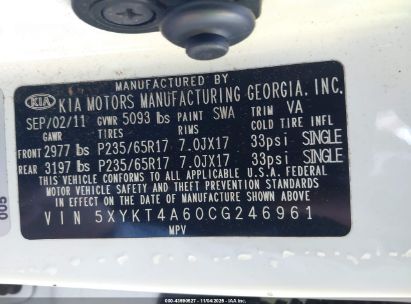 MANUFACTURED BY
KIA KIA MOTORS MANUFACTURING GEORGIA, INC.
SEP/02/11 GVWR 5093 lbs PAINT SWA TRIM VA
GAWR TIRES RIMS COLD TIRE INFL
FRONT 2977 lbs P235/65R17 7.0JX17 33psi SINGLE
REAR 3197 lbs P235/65R17 7.0JX17 33psi SINGLE
THIS VEHICLE CONFORMS TO ALL APPLICABLE U.S.A. FEDERAL
MOTOR VEHICLE SAFETY, BUMPER, AND THEFT PREVENTION STANDARDS
IN EFFECT ON THE DATE OF MANUFACTURE SHOWN ABOVE.
VIN 5XYKT4A60CG246961
MPV
005